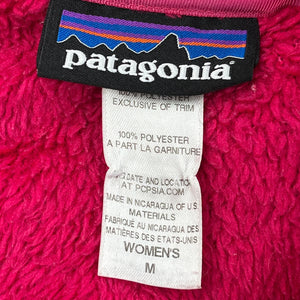 patagonia®
100% POLYESTER
EXCLUSIVE OF TRIM
100% POLYESTER
A PART LA GARNITURE
DATE AND LOCATION
AT PCPSIA.COM
MADE IN NICARAGUA OF U.S.
MATERIALS
FABRIQUÉ AU NICARAGUA DES
MATIÈRES DES ETATS-UNIS
WOMEN'S
M